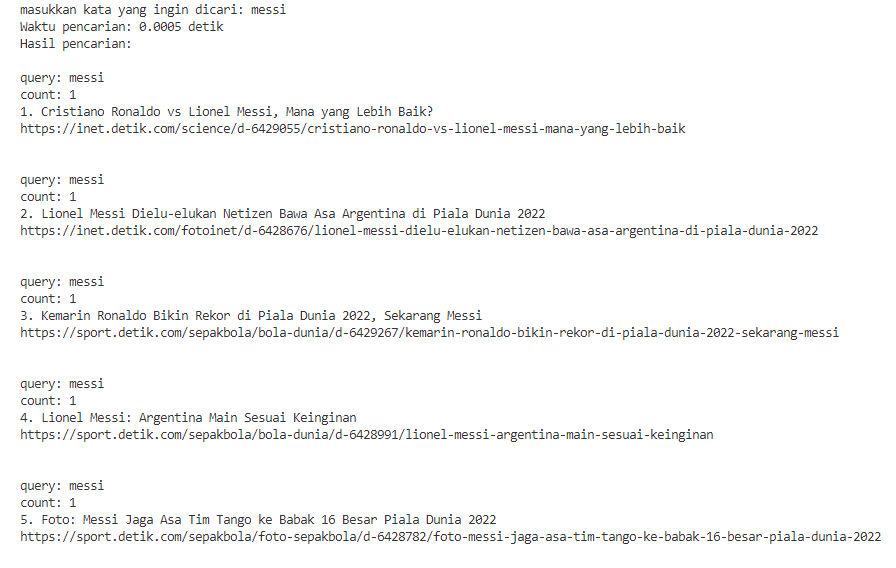 masukkan kata yang ingin dicari: messi
Waktu pencarian: 0.0005 detik
Hasil pencarian:
query: messi
count: 1
1. Cristiano Ronaldo vs Lionel Messi, Mana yang Lebih Baik?
https://inet.detik.com/science/d-6429055/cristiano-ronaldo-vs-lionel-messi-mana-yang-lebih-baik
query: messi
count: 1
2. Lionel Messi Dielu-elukan Netizen Bawa Asa Argentina di Piala Dunia 2022
https://inet.detik.com/fotoinet/d-6428676/lionel-messi-dielu-elukan-netizen-bawa-asa-argentina-di-piala-dunia-2022
query: messi
count: 1
3. Kemarin Ronaldo Bikin Rekor di Piala Dunia 2022, Sekarang Messi
https://sport.detik.com/sepakbola/bola-dunia/d-6429267/kemarin-ronaldo-bikin-rekor-di-piala-dunia-2022-sekarang-messi
query: messi
count: 1
4. Lionel Messi: Argentina Main Sesuai Keinginan
https://sport.detik.com/sepakbola/bola-dunia/d-6428991/lionel-messi-argentina-main-sesuai-keinginan
query: messi
count: 1
5. Foto: Messi Jaga Asa Tim Tango ke Babak 16 Besar Piala Dunia 2022
https://sport.detik.com/sepakbola/foto-sepakbola/d-6428782/foto-messi-jaga-asa-tim-tango-ke-babak-16-besar-piala-dunia-2022